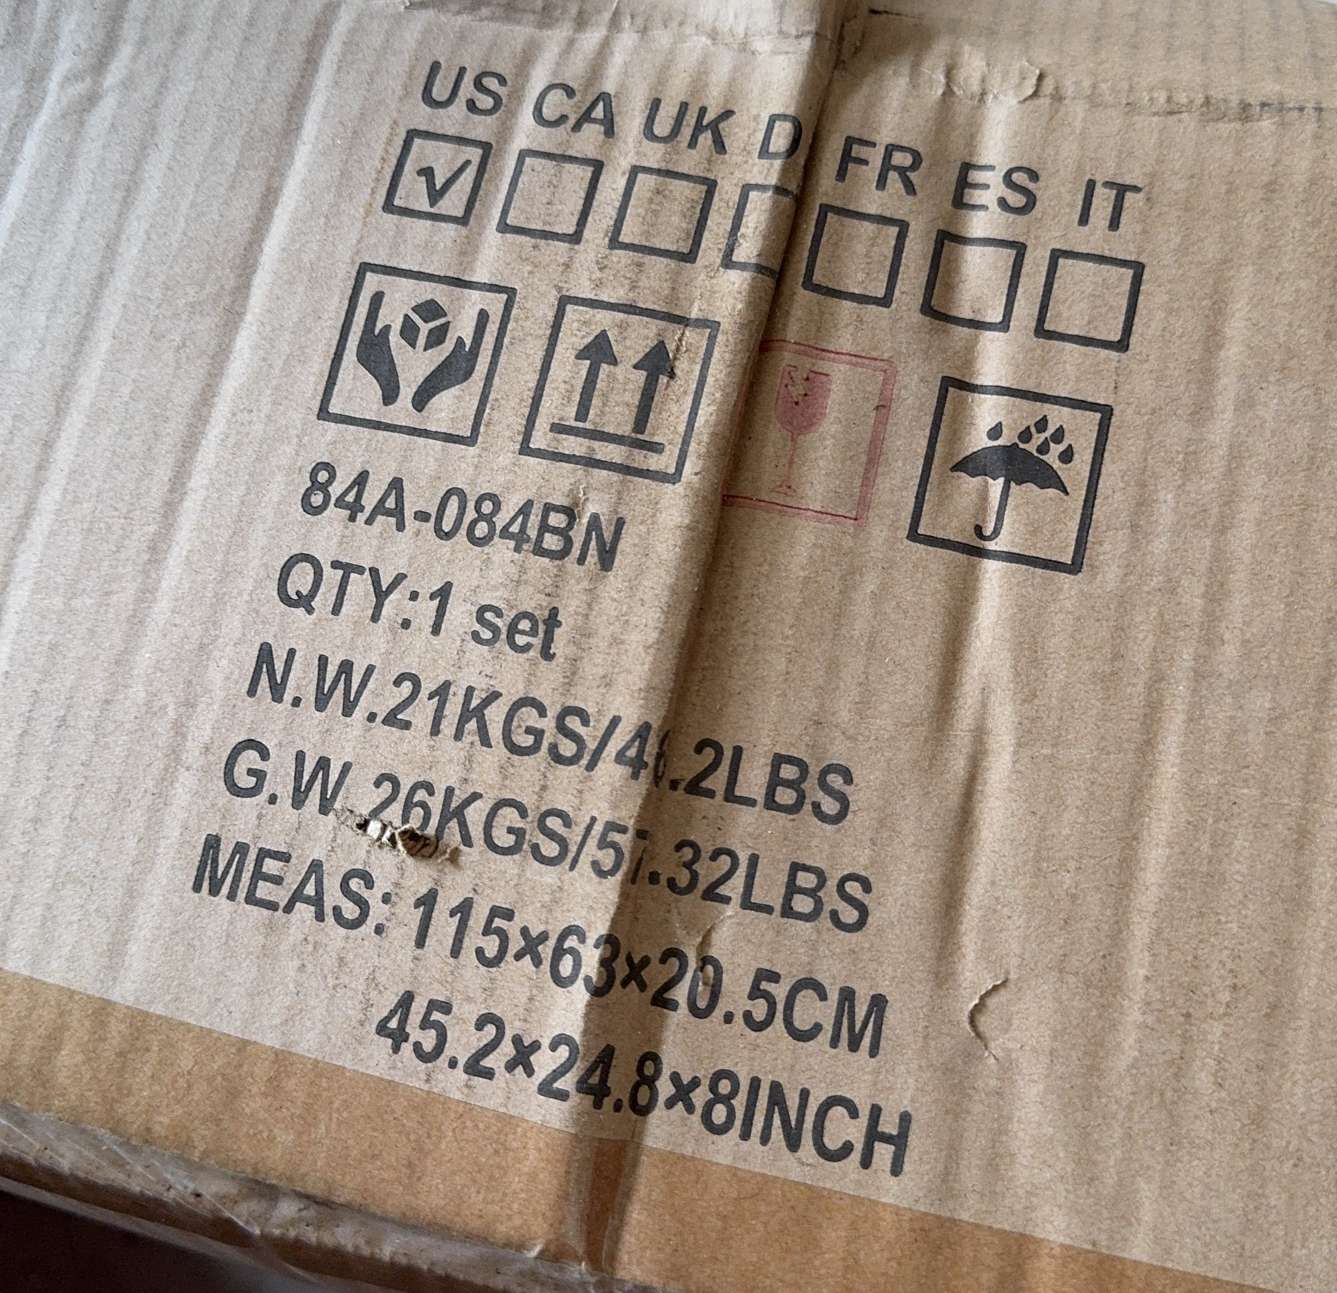 US CA UK D FR ES IT
84A-084BN
QTY:1 set
N.W.21KGS/46.2LBS
G.W.26KGS/57.32LBS
MEAS: 115×63×20.5CM
45.2×24.8×8INCH